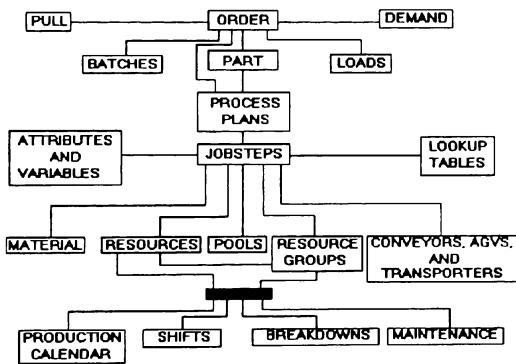 PULL
ORDER
DEMAND
BATCHES
PART
LOADS
PROCESS
PLANS
ATTRIBUTES
AND
VARIABLES
JOBSTEPS
LOOKUP
TABLES
MATERIAL
RESOURCES
POOLS
RESOURCE
GROUPS
CONVEYORS, AGVS,
AND
TRANSPORTERS
PRODUCTION
CALENDAR
SHIFTS
BREAKDOWNS
MAINTENANCE